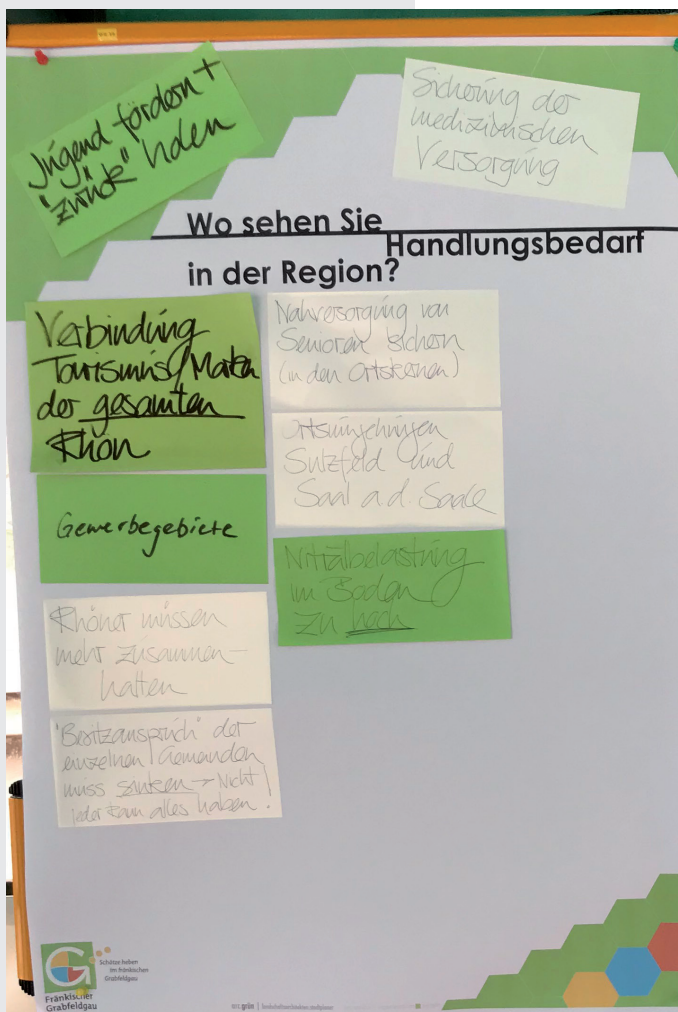 Jugend fördern +
"zurück" holen
Sicherung der
medizinischen
Versorgung
Wo sehen Sie
Handlungsbedarf
in der Region?
Verbindung
Tourismus/Marken
der gesamten
Rhön
Gewerbegebiete
Rhöner müssen
mehr zusammen-
halten
"Besitzanspruch" der
einzelnen Gemeinden
muss sinken → Nicht
jeder kann alles haben!
Nahversorgung von
Senioren sichern
(in den Ortskernen)
Ortsumgehungen
Sulzfeld und
Saal a.d. Saale
Nitratbelastung
im Boden
zu hoch
Schätze heben
im fränkischen
Grabfeldgau
Fränkischer
Grabfeldgau
grün